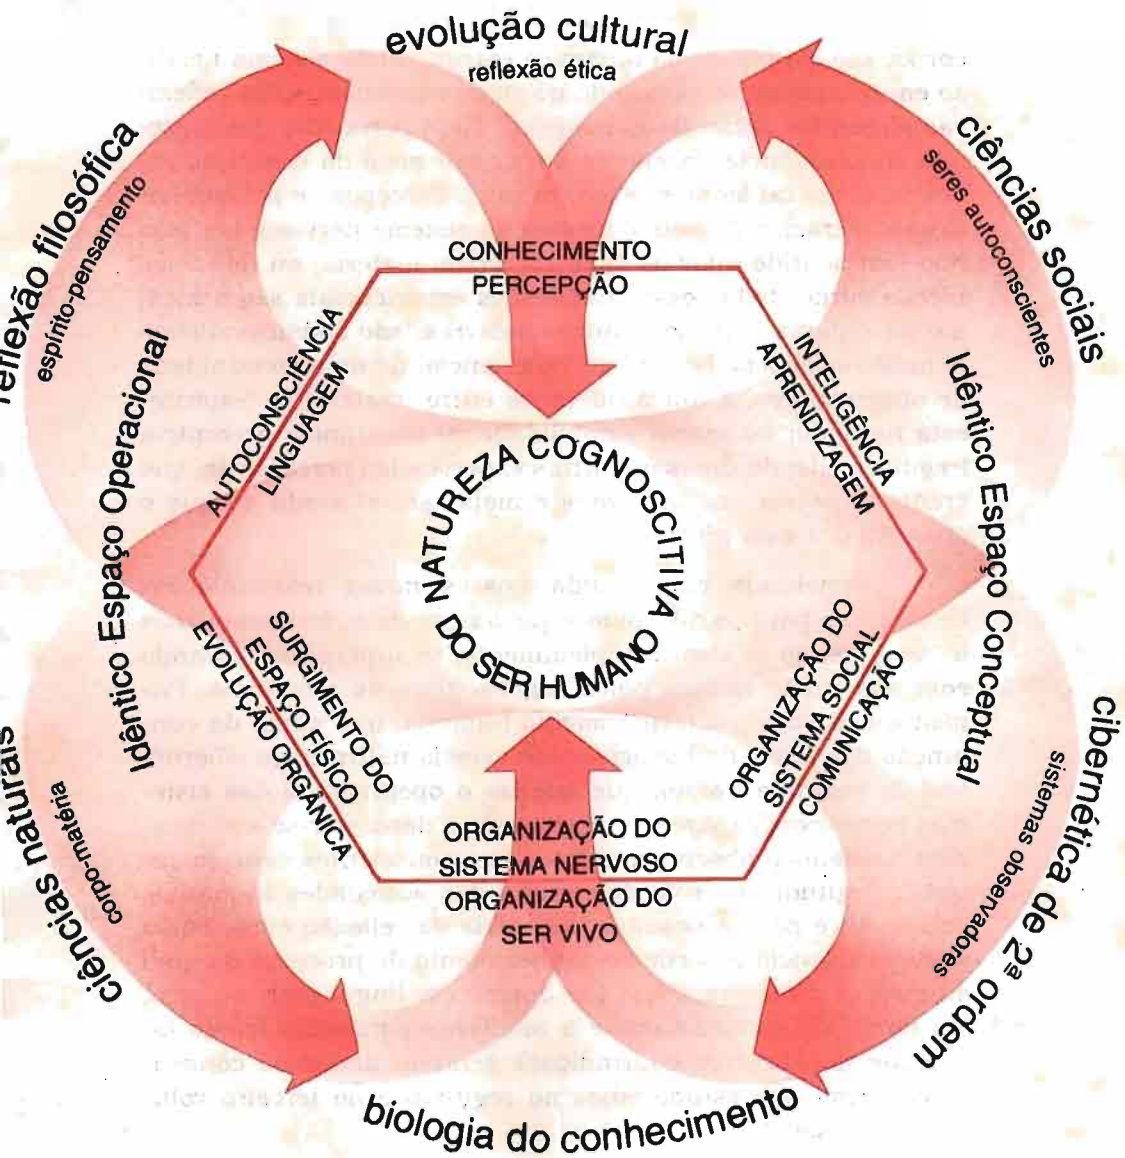 evolução cultural
reflexão ética
reflexão filosófica
espírito-pensamento
ciências sociais
seres autoconscientes
Idêntico Espaço Operacional
Idêntico Espaço Conceptual
CONHECIMENTO
PERCEPÇÃO
AUTOCONSCIÊNCIA
LINGUAGEM
INTELIGÊNCIA
APRENDIZAGEM
NATUREZA COGNOSCITIVA
DO SER HUMANO
SURGIMENTO DO
ESPAÇO FÍSICO
EVOLUÇÃO ORGÂNICA
ORGANIZAÇÃO DO
SISTEMA SOCIAL
COMUNICAÇÃO
ORGANIZAÇÃO DO
SISTEMA NERVOSO
ORGANIZAÇÃO DO
SER VIVO
ciências naturais
corpo-matéria
cibernética de 2ª ordem
sistemas observadores
biologia do conhecimento